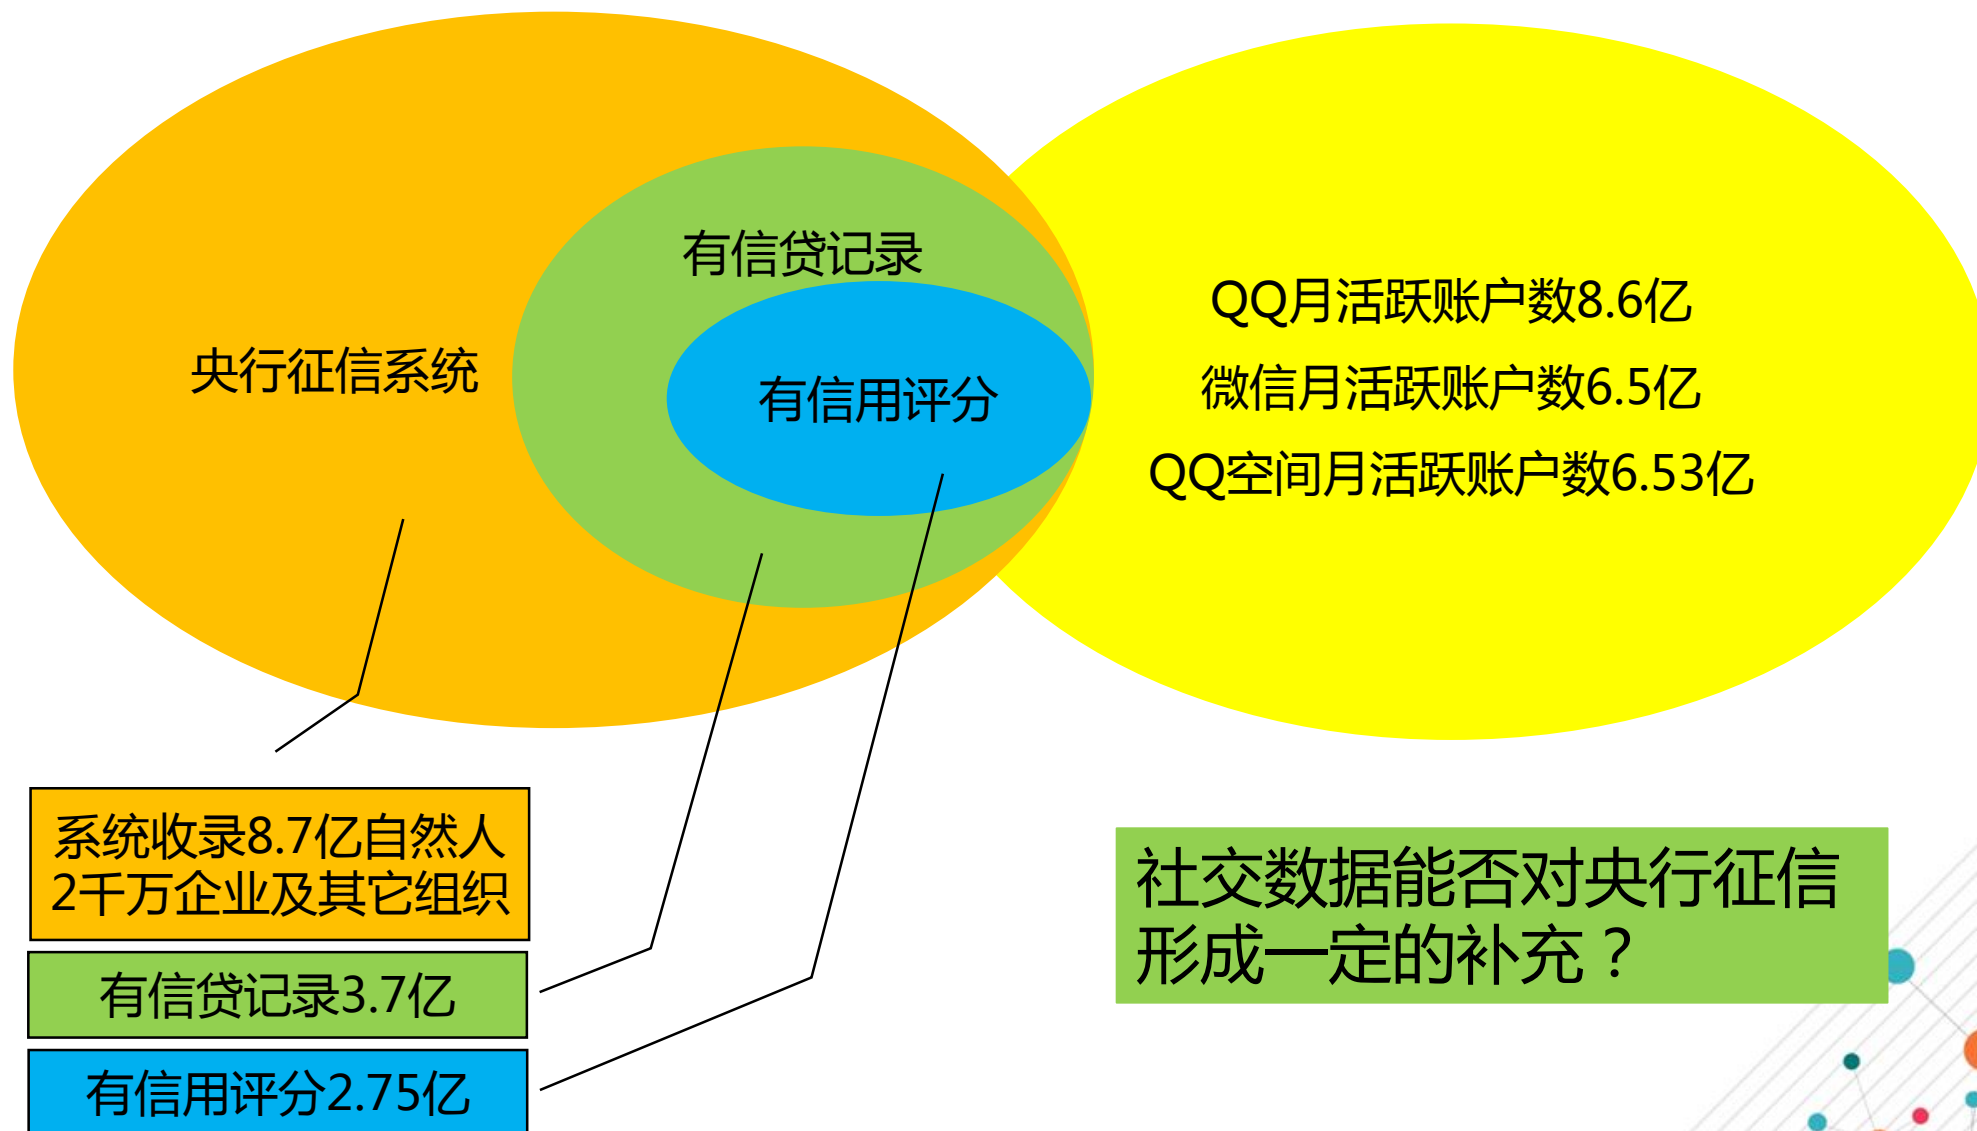 有信贷记录
央行征信系统
有信用评分
QQ月活跃账户数8.6亿
微信月活跃账户数6.5亿
QQ空间月活跃账户数6.53亿
系统收录8.7亿自然人
2千万企业及其它组织
有信贷记录3.7亿
有信用评分2.75亿
社交数据能否对央行征信
形成一定的补充？